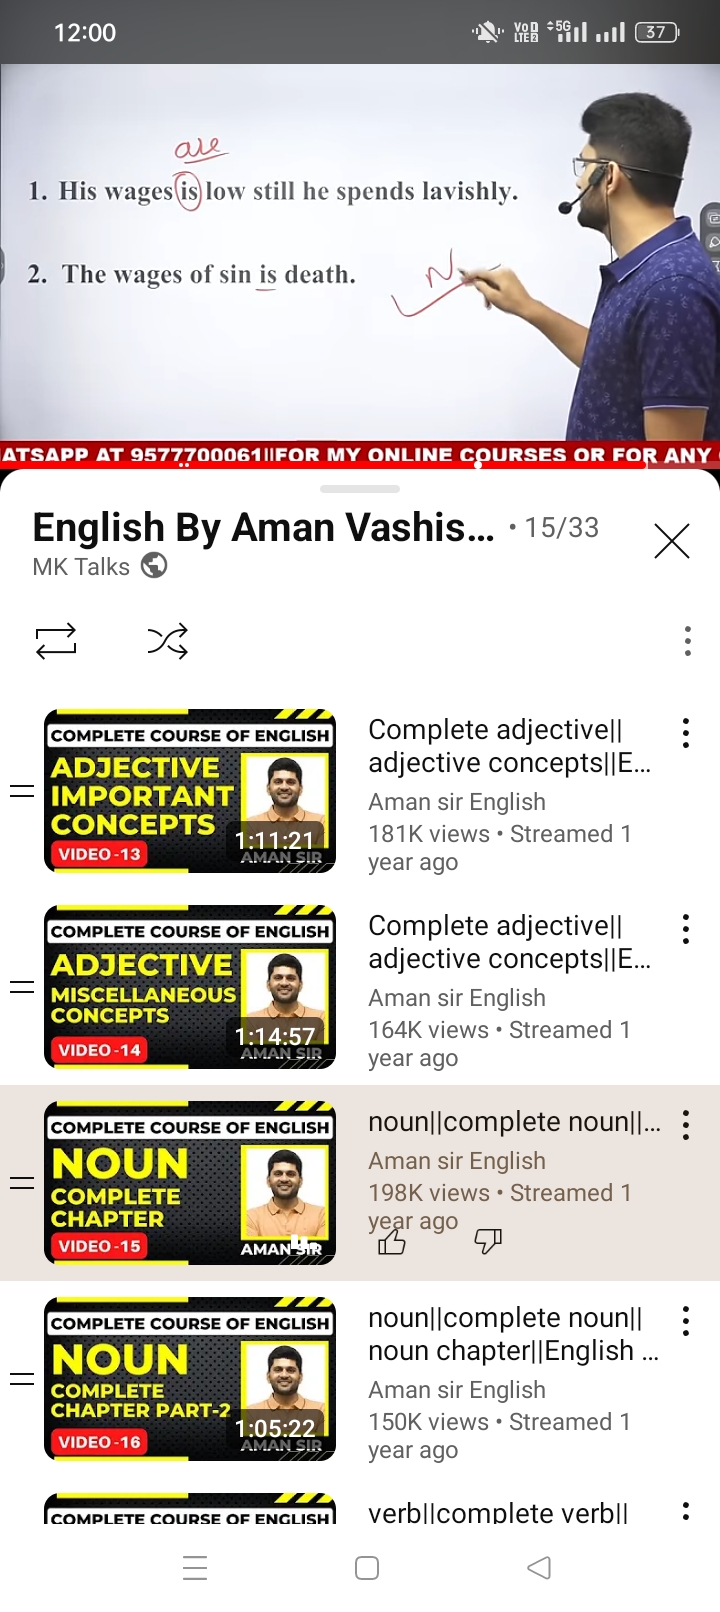 12:00
VoD
LTE2
5G
37
are
1. His wages is low still he spends lavishly.
2. The wages of sin is death.
N
ATSAPP AT 9577700061||FOR MY ONLINE COURSES OR FOR ANY
English By Aman Vashis... • 15/33
MK Talks
COMPLETE COURSE OF ENGLISH
ADJECTIVE
IMPORTANT
CONCEPTS
VIDEO -13
1:11:21
AMAN SIR
Complete adjective||
adjective concepts||E...
Aman sir English
181K views • Streamed 1
year ago
COMPLETE COURSE OF ENGLISH
ADJECTIVE
MISCELLANEOUS
CONCEPTS
VIDEO -14
1:14:57
AMAN SIR
Complete adjective||
adjective concepts||E...
Aman sir English
164K views • Streamed 1
year ago
COMPLETE COURSE OF ENGLISH
NOUN
COMPLETE
CHAPTER
VIDEO -15
AMAN SIR
noun||complete noun||...
Aman sir English
198K views • Streamed 1
year ago
COMPLETE COURSE OF ENGLISH
NOUN
COMPLETE
CHAPTER PART-2
VIDEO -16
1:05:22
AMAN SIR
noun||complete noun||
noun chapter||English ...
Aman sir English
150K views • Streamed 1
year ago
COMPLETE COURSE OF ENGLISH
verb||complete verb||